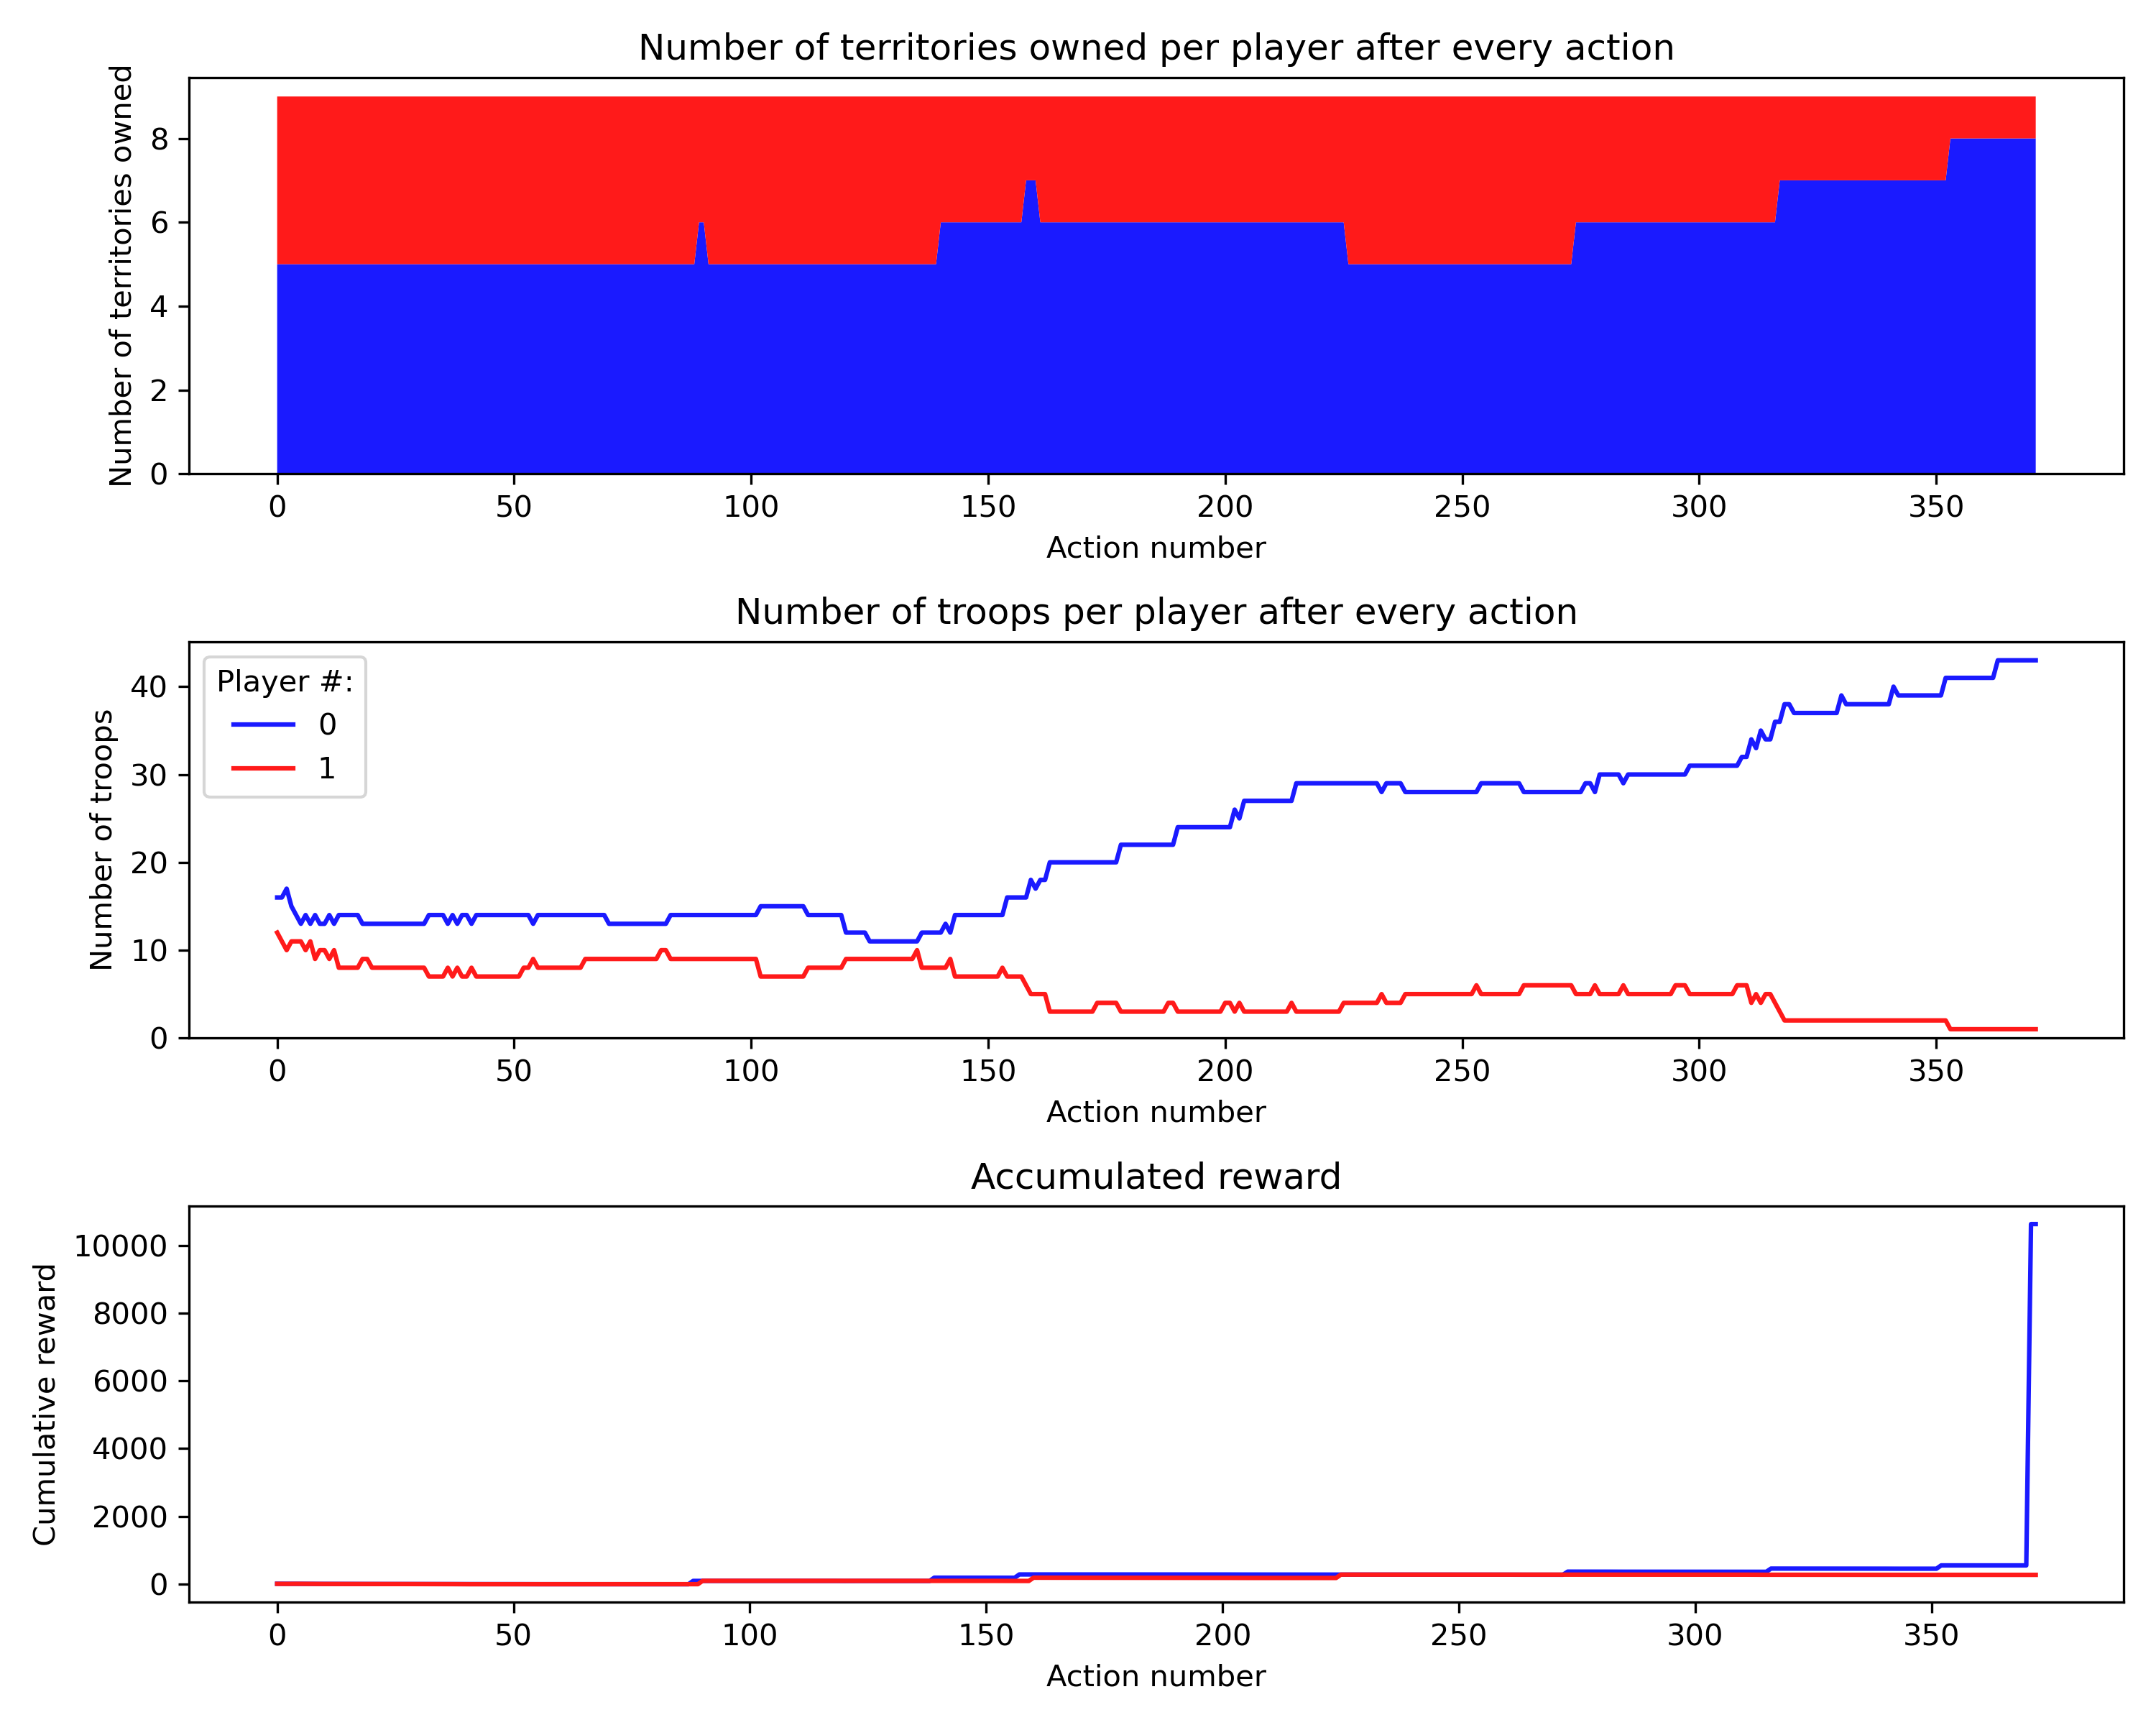 Number of territories owned per player after every action
Number of territories owned
8
6
4
2
0
0 50 100 150 200 250 300 350
Action number
Number of troops per player after every action
Number of troops
Player #:
0
1
40
30
20
10
0
0 50 100 150 200 250 300 350
Action number
Accumulated reward
Cumulative reward
10000
8000
6000
4000
2000
0
0 50 100 150 200 250 300 350
Action number